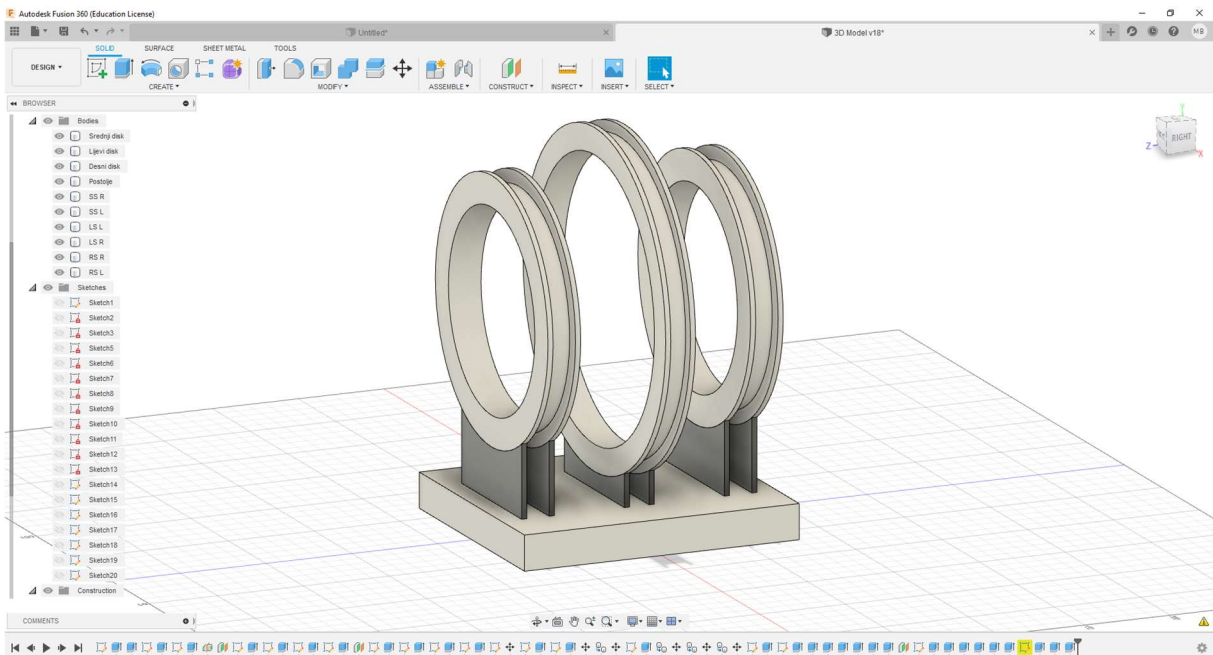 Autodesk Fusion 360 (Education License)
Untitled*
3D Model v18*
MB
DESIGN
SOLID SURFACE SHEET METAL TOOLS
CREATE MODIFY ASSEMBLE CONSTRUCT INSPECT INSERT SELECT
BROWSER
Bodies
Srednji disk
Lijevi disk
Desni disk
Postolje
SS R
SS L
LS L
LS R
RS R
RS L
Sketches
Sketch1
Sketch2
Sketch3
Sketch5
Sketch6
Sketch7
Sketch8
Sketch9
Sketch10
Sketch11
Sketch12
Sketch13
Sketch14
Sketch15
Sketch16
Sketch17
Sketch18
Sketch19
Sketch20
Construction
COMMENTS
Y
RIGHT
Z
X